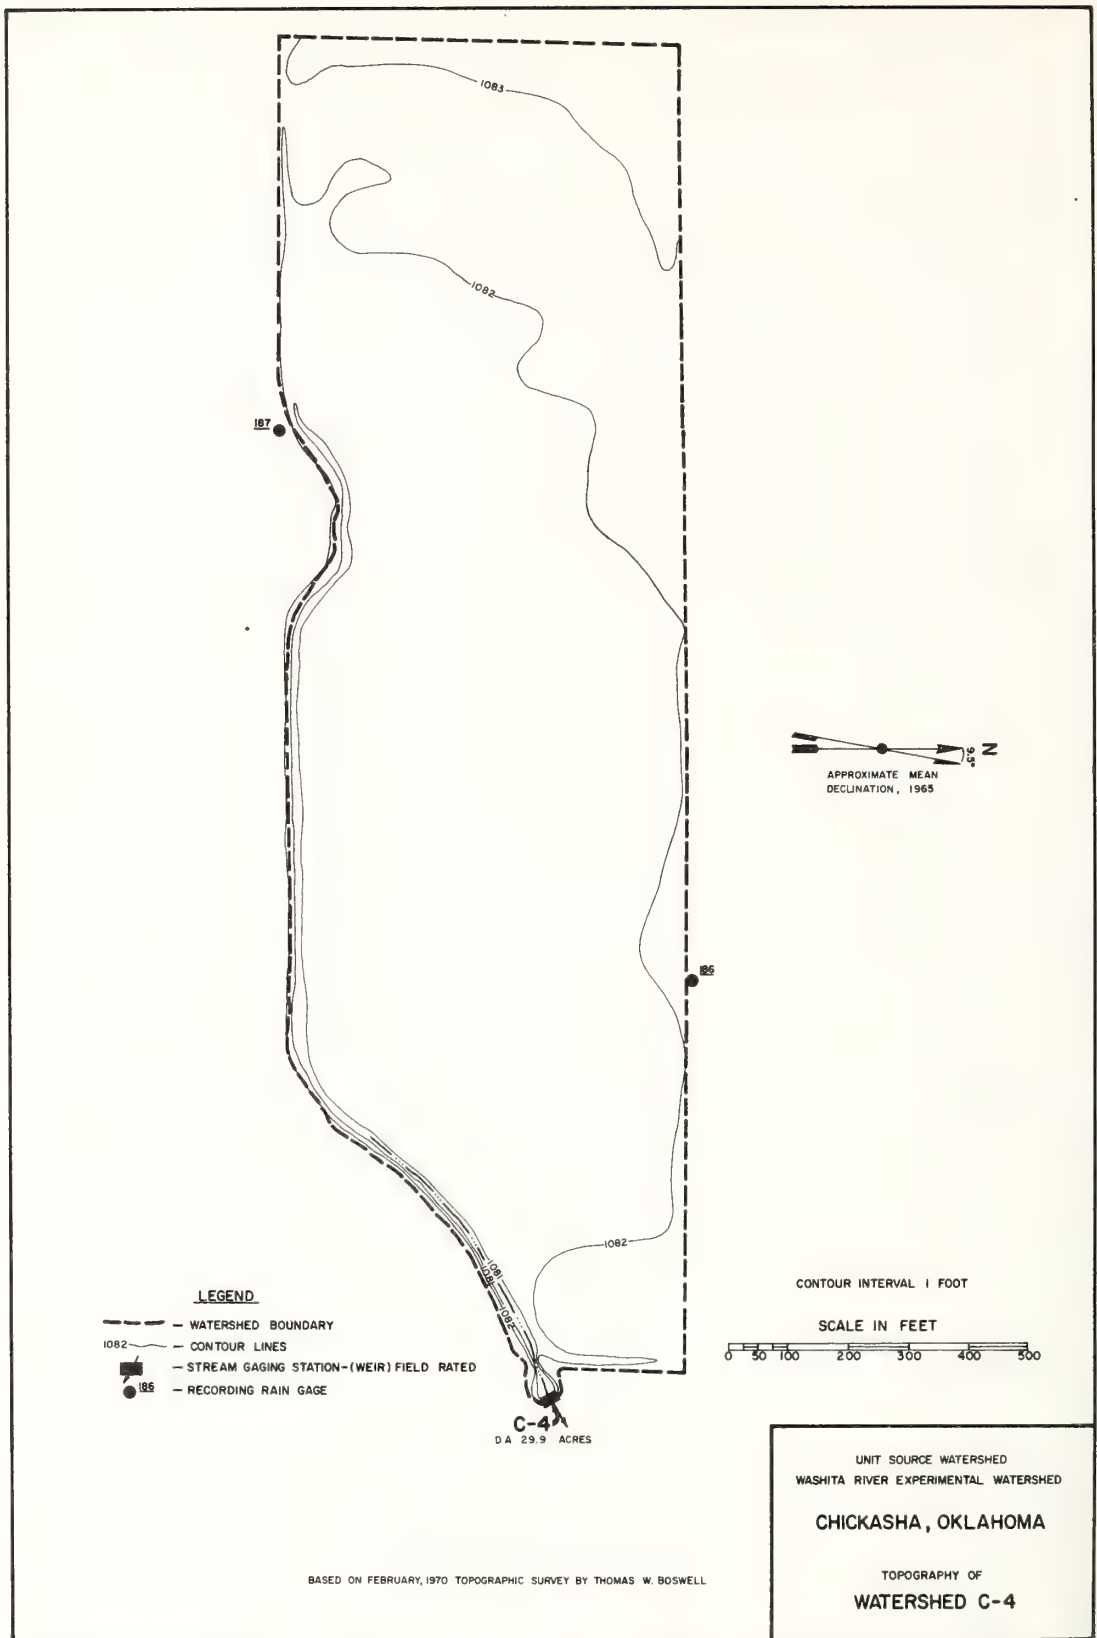 1083
1082
187
9.5°
N
APPROXIMATE MEAN
DECLINATION, 1965
186
1082
1081
1081
1082
CONTOUR INTERVAL 1 FOOT
SCALE IN FEET
0 50 100 200 300 400 500
LEGEND
— WATERSHED BOUNDARY
1082 — CONTOUR LINES
— STREAM GAGING STATION-(WEIR) FIELD RATED
186 — RECORDING RAIN GAGE
C-4
DA 29.9 ACRES
UNIT SOURCE WATERSHED
WASHITA RIVER EXPERIMENTAL WATERSHED
CHICKASHA, OKLAHOMA
TOPOGRAPHY OF
WATERSHED C-4
BASED ON FEBRUARY, 1970 TOPOGRAPHIC SURVEY BY THOMAS W. BOSWELL